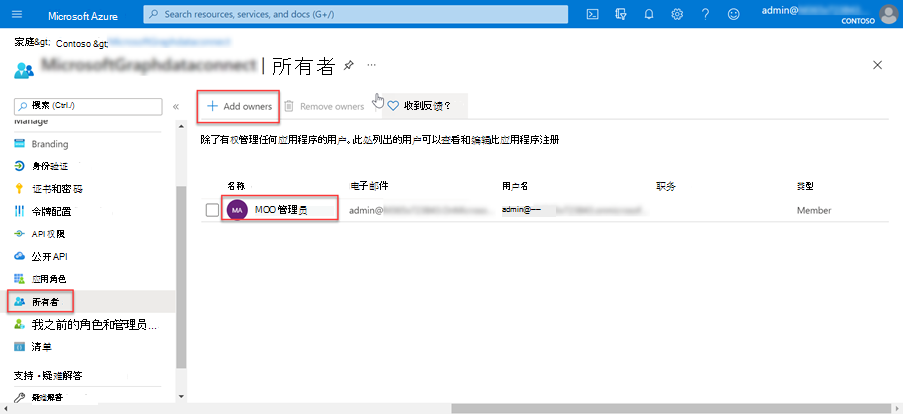 Microsoft Azure
Search resources, services, and docs (G+/)
admin@
CONTOSO
家庭&gt; Contoso &gt;
MicrosoftGraphdataconnect | 所有者 ...
搜索 (Ctrl./)
«
Manage
Branding
身份验证
证书和密码
令牌配置
API 权限
公开 API
应用角色
所有者
我之前的角色和管理员...
清单
支持 • 疑难解答
疑难解答
+ Add owners
Remove owners
收到反馈？
除了有权管理任何应用程序的用户。此处列出的用户可以查看和编辑此应用程序注册
名称 电子邮件 用户名 职务 类型
MA MOO 管理员 admin@ admin@一一 Member